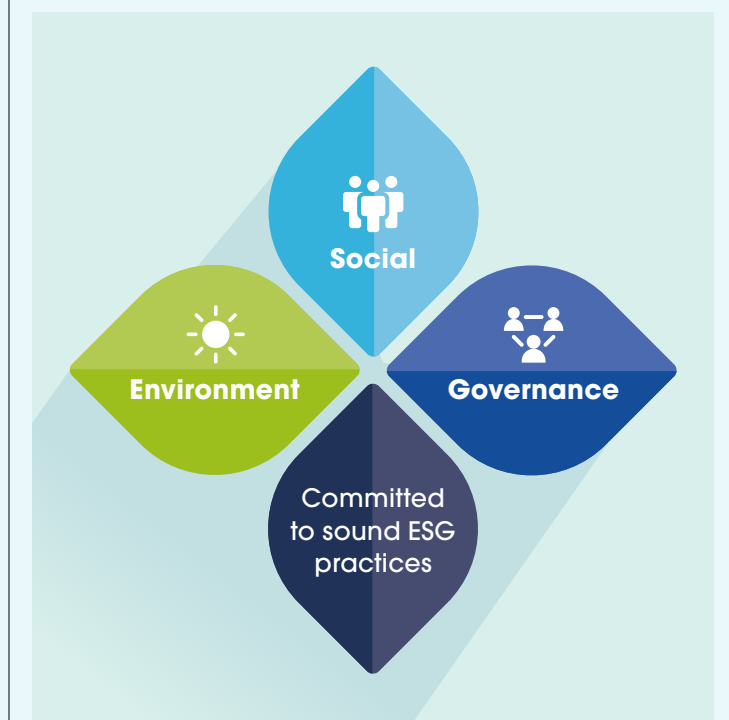 Social
Environment
Governance
Committed
to sound ESG
practices